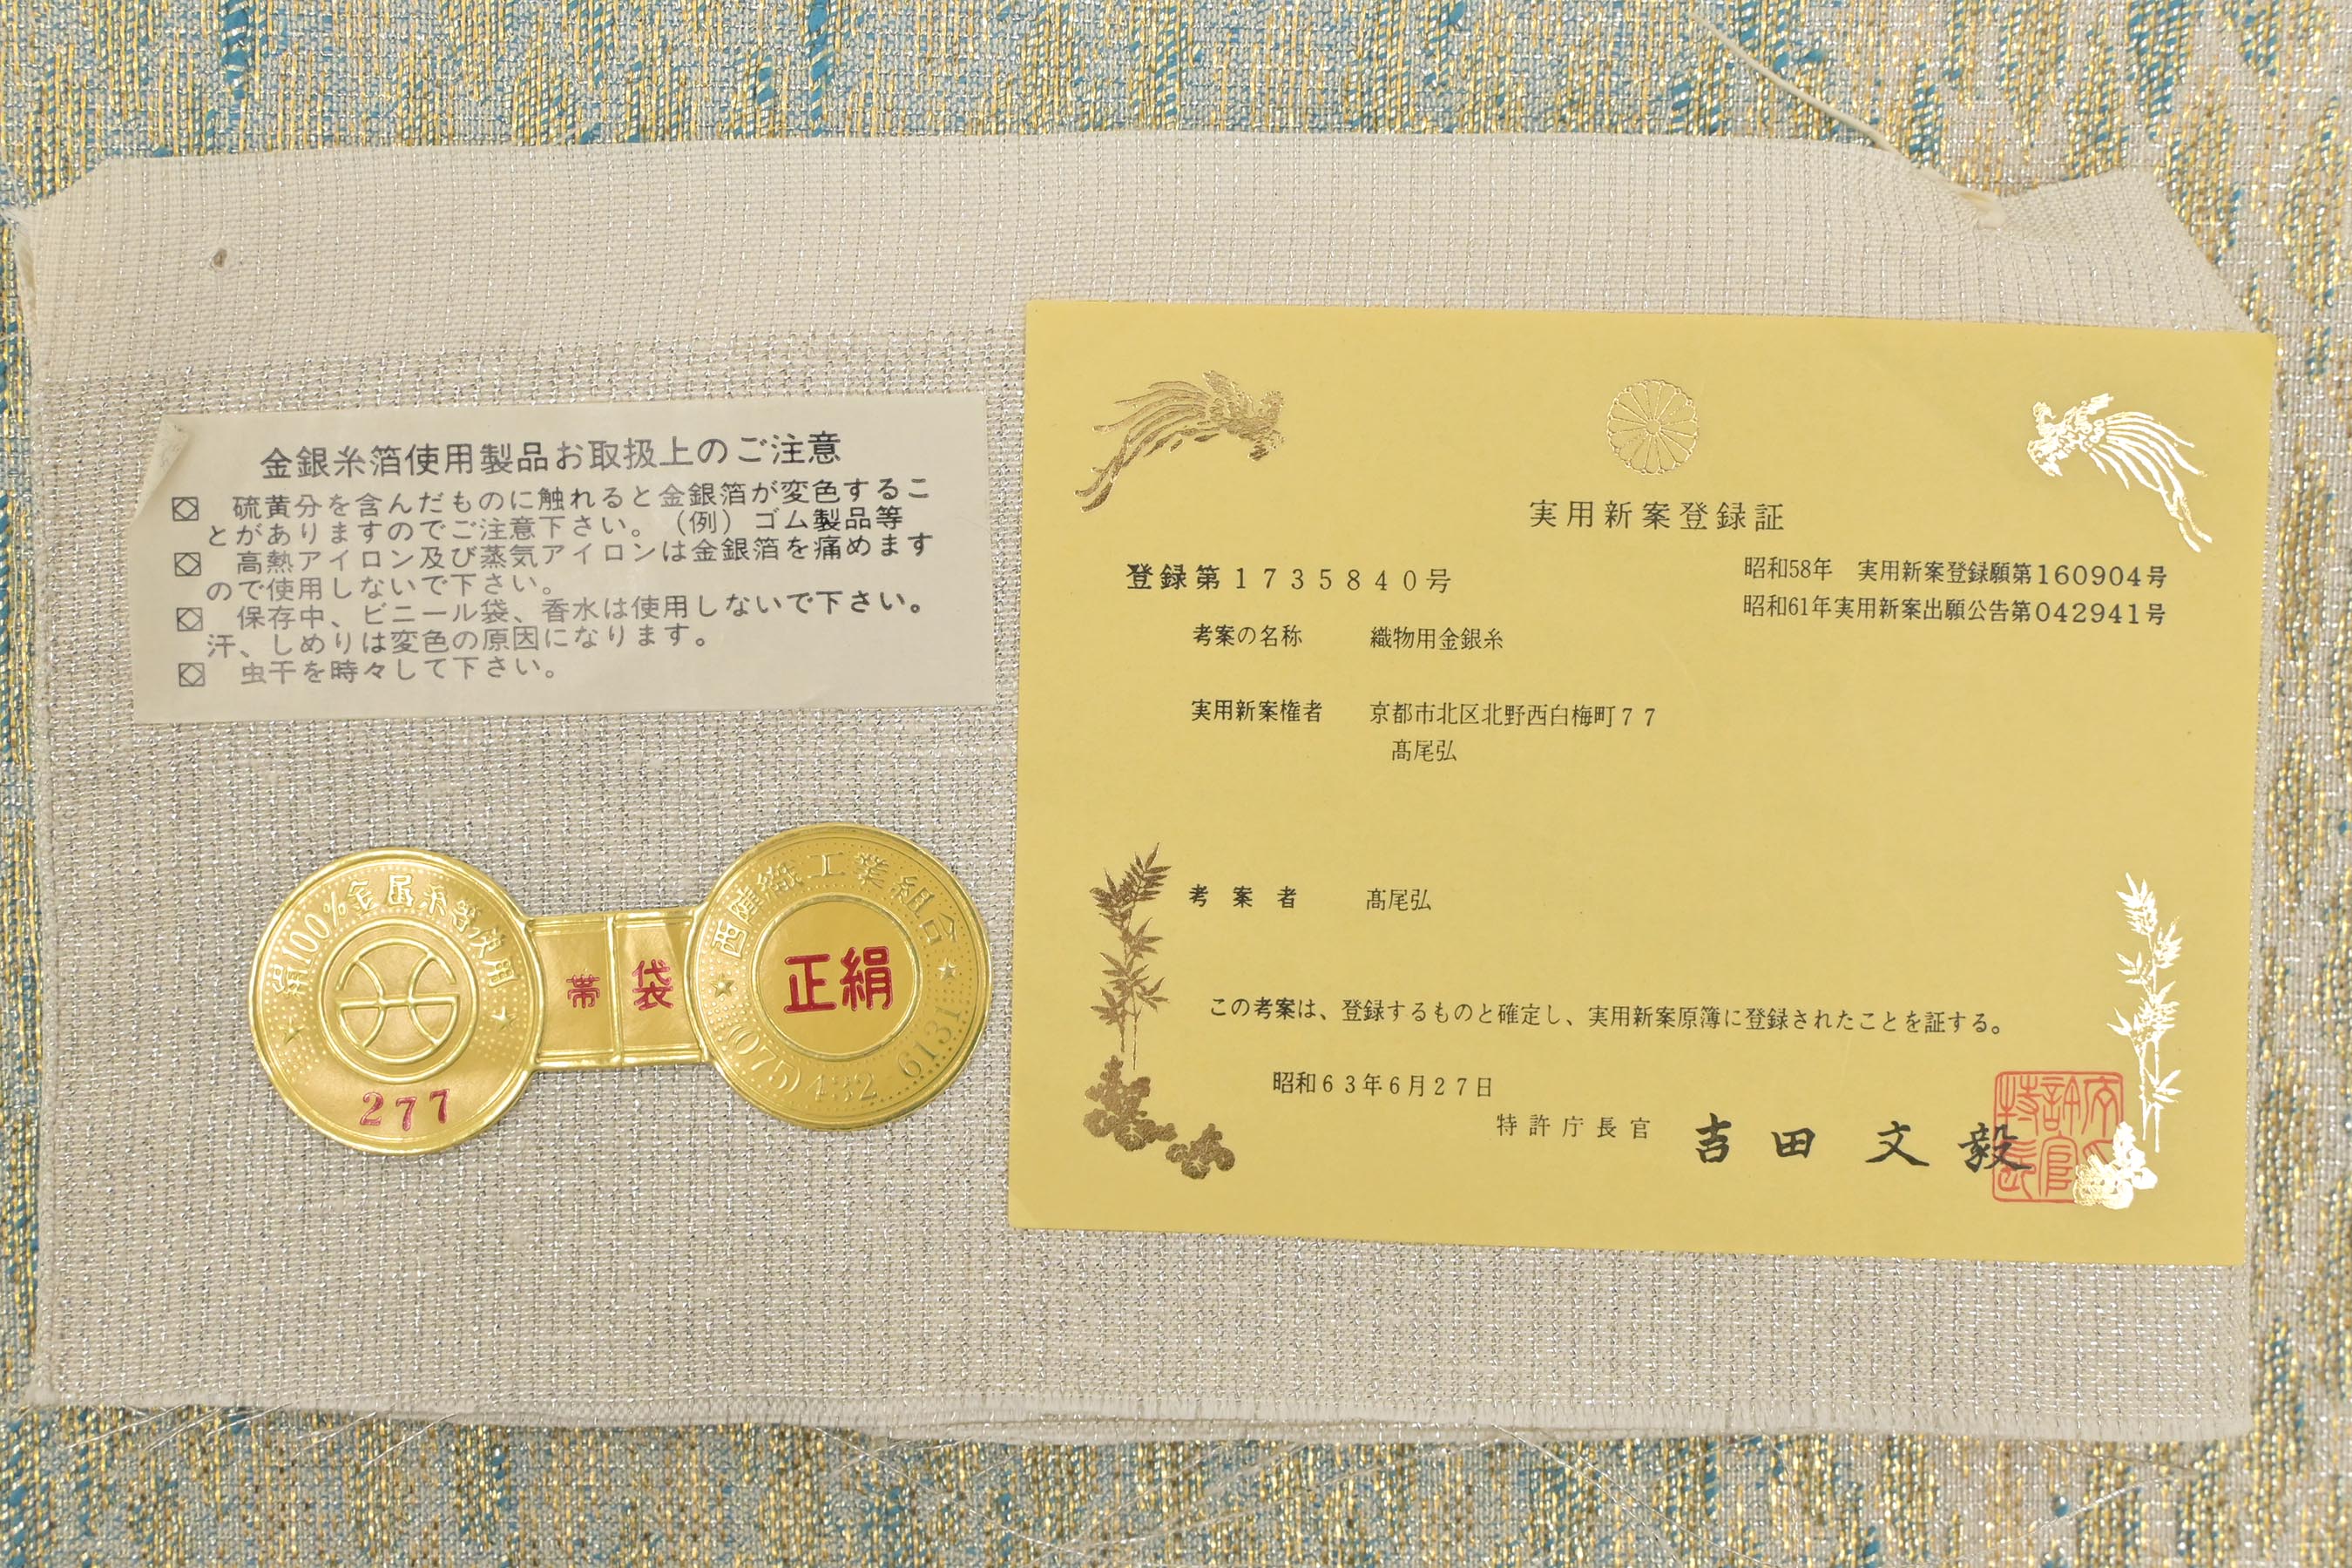 金銀糸箔使用製品お取扱上のご注意
硫黄分を含んだものに触れると金銀箔が変色するこ
とがありますのでご注意下さい。（例）ゴム製品等
高熱アイロン及び蒸気アイロンは金銀箔を痛めます
ので使用しないで下さい。
保存中、ビニール袋、香水は使用しないで下さい。
汗、しめりは変色の原因になります。
虫干を時々して下さい。
絹100％金属糸等使用
277
帯袋
西陣織工業組合
正絹
(075)432-6131
実用新案登録証
登録第1735840号
昭和58年 実用新案登録願第160904号
昭和61年実用新案出願公告第042941号
考案の名称 織物用金銀糸
実用新案権者 京都市北区北野西白梅町77
髙尾弘
考案者 髙尾弘
この考案は、登録するものと確定し、実用新案原簿に登録されたことを証する。
昭和63年6月27日
特許庁長官 吉田文毅